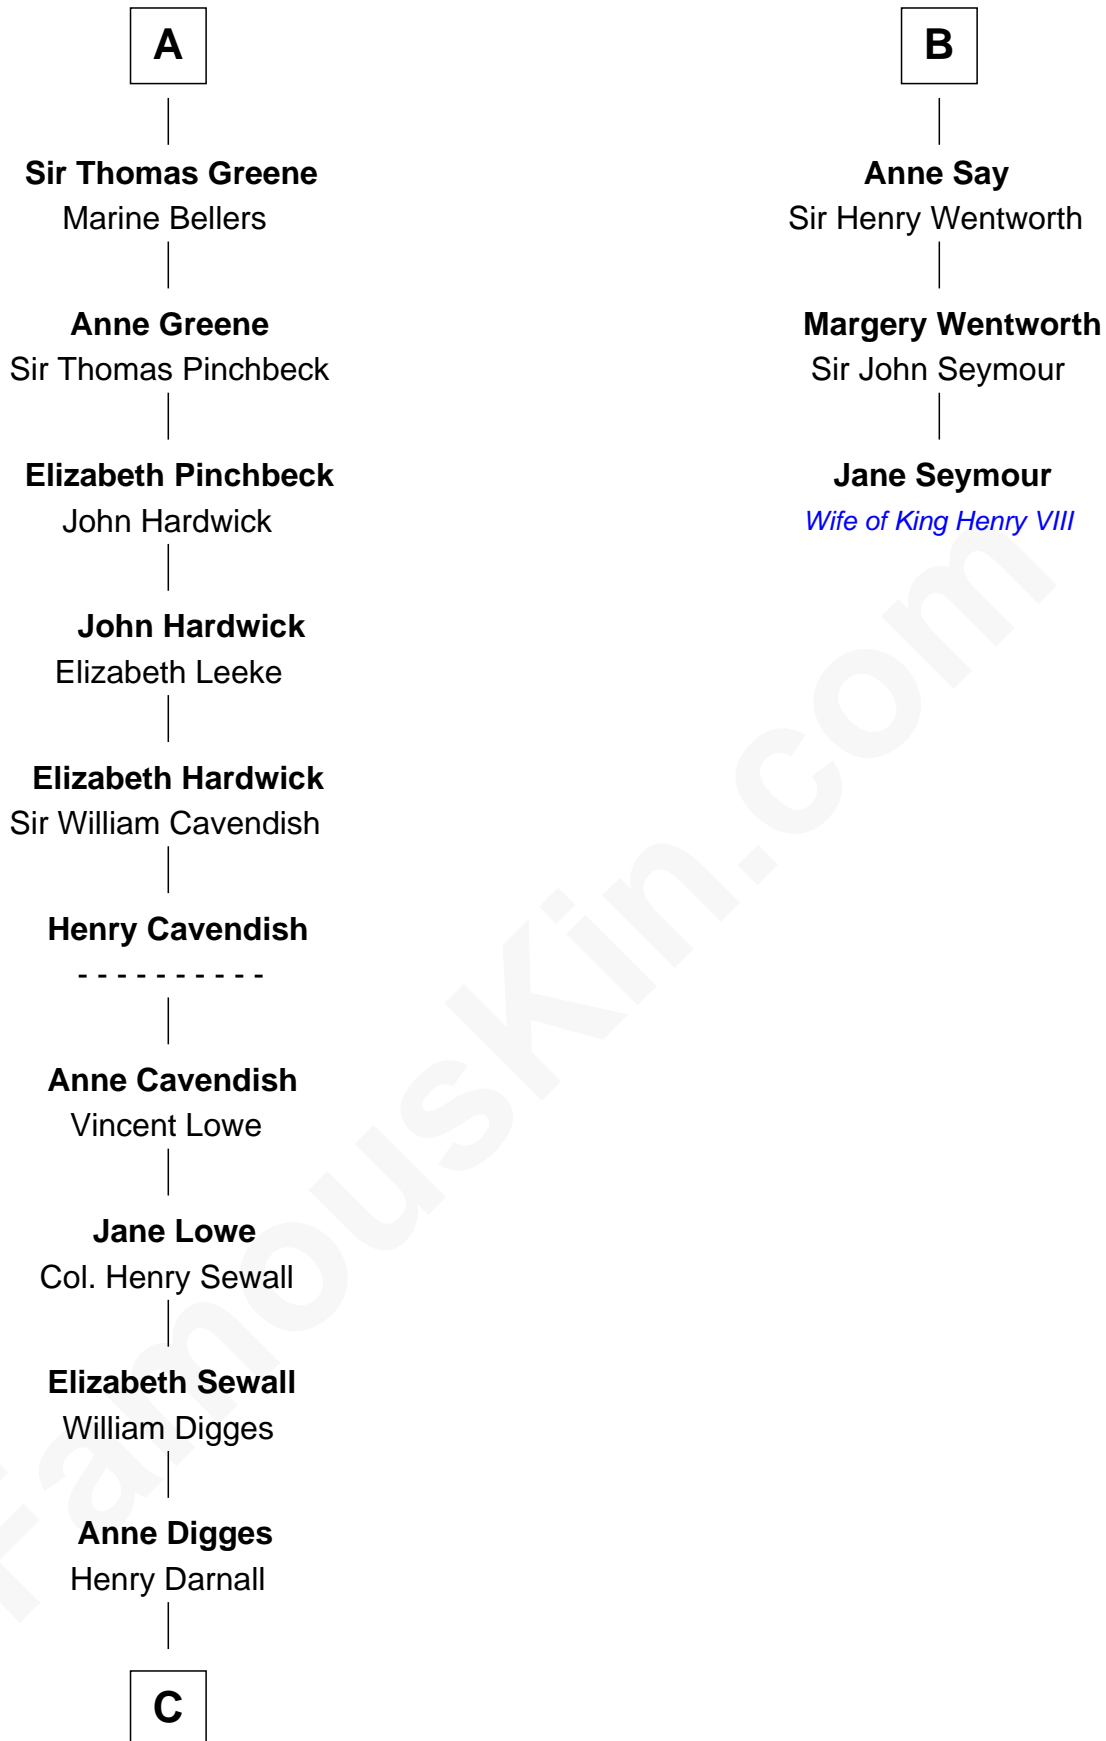 A
Sir Thomas Greene
Marine Bellers
Anne Greene
Sir Thomas Pinchbeck
Elizabeth Pinchbeck
John Hardwick
John Hardwick
Elizabeth Leeke
Elizabeth Hardwick
Sir William Cavendish
Henry Cavendish
- - - - - - - - - -
Anne Cavendish
Vincent Lowe
Jane Lowe
Col. Henry Sewall
Elizabeth Sewall
William Digges
Anne Digges
Henry Darnall
C
B
Anne Say
Sir Henry Wentworth
Margery Wentworth
Sir John Seymour
Jane Seymour
Wife of King Henry VIII
FamousKin.com